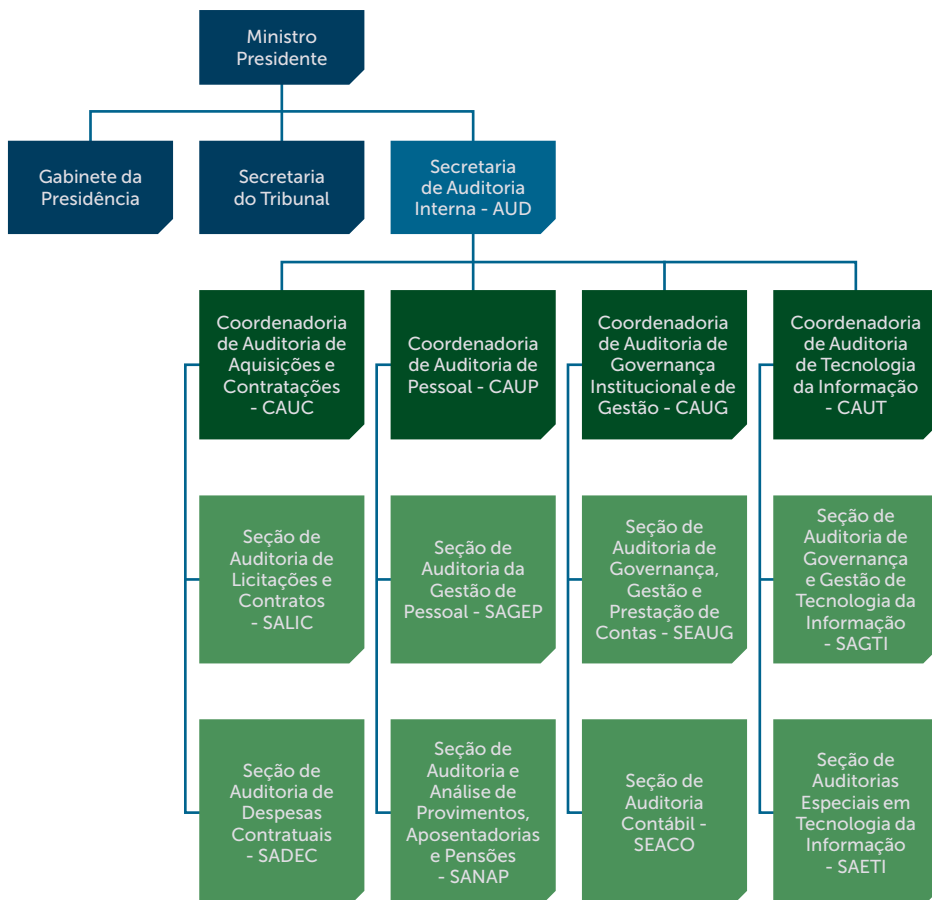 Ministro
Presidente
Gabinete da
Presidência
Secretaria
do Tribunal
Secretaria
de Auditoria
Interna - AUD
Coordenadoria
de Auditoria de
Aquisições e
Contratações
- CAUC
Coordenadoria
de Auditoria de
Pessoal - CAUP
Coordenadoria
de Auditoria de
Governança
Institucional e de
Gestão - CAUG
Coordenadoria
de Auditoria
de Tecnologia
da Informação
- CAUT
Seção de
Auditoria de
Licitações e
Contratos
- SALIC
Seção de
Auditoria da
Gestão de
Pessoal - SAGEP
Seção de
Auditoria de
Governança,
Gestão e
Prestação de
Contas - SEAUG
Seção de
Auditoria de
Governança
e Gestão de
Tecnologia da
Informação
- SAGTI
Seção de
Auditoria de
Despesas
Contratuais
- SADEC
Seção de
Auditoria e
Análise de
Provimentos,
Aposentadorias
e Pensões
- SANAP
Seção de
Auditoria
Contábil -
SEACO
Seção de
Auditorias
Especiais em
Tecnologia da
Informação
- SAETI